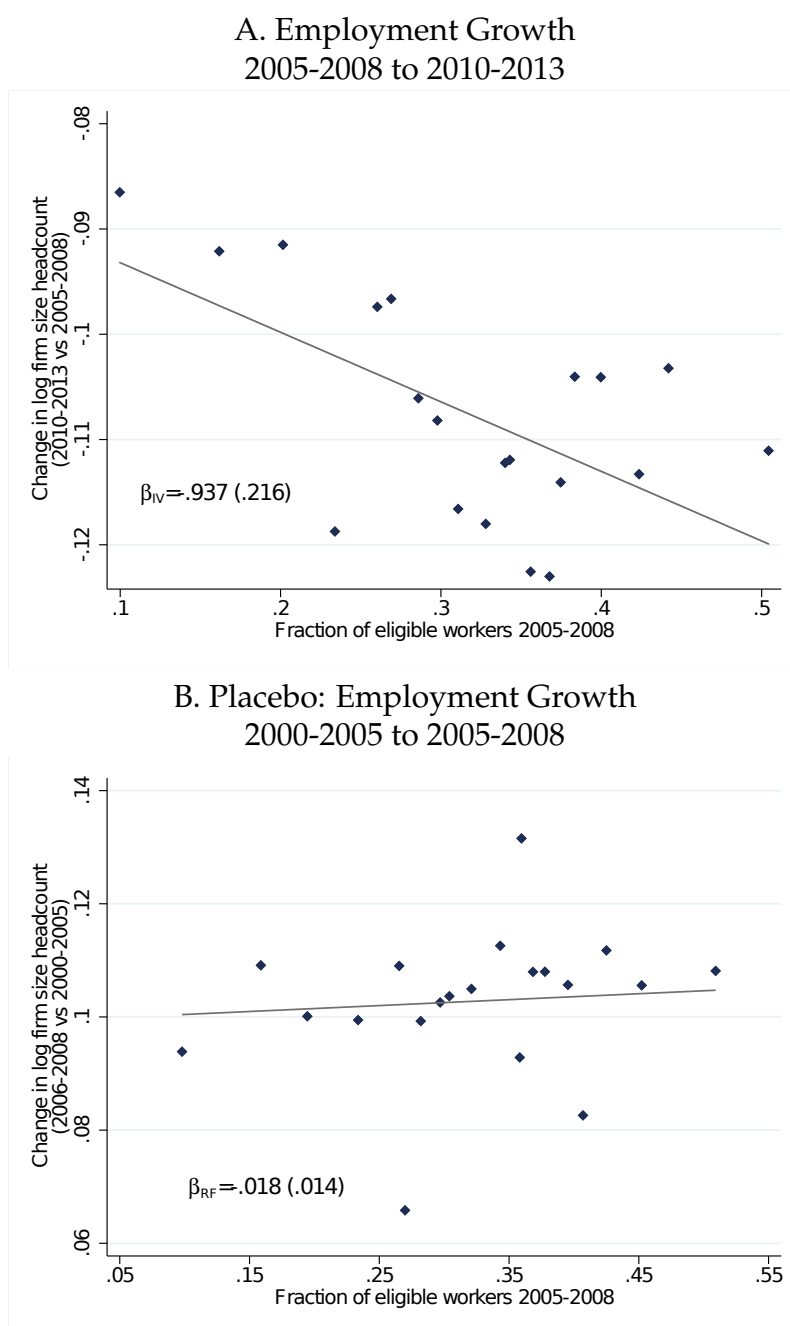 A. Employment Growth
2005-2008 to 2010-2013
Change in log firm size headcount
(2010-2013 vs 2005-2008)
-.08
-.09
-.1
-.11
-.12
βIV=-.937 (.216)
.1 .2 .3 .4 .5
Fraction of eligible workers 2005-2008
B. Placebo: Employment Growth
2000-2005 to 2005-2008
Change in log firm size headcount
(2006-2008 vs 2000-2005)
.14
.12
.1
.08
.06
βRF=-.018 (.014)
.05 .15 .25 .35 .45 .55
Fraction of eligible workers 2005-2008